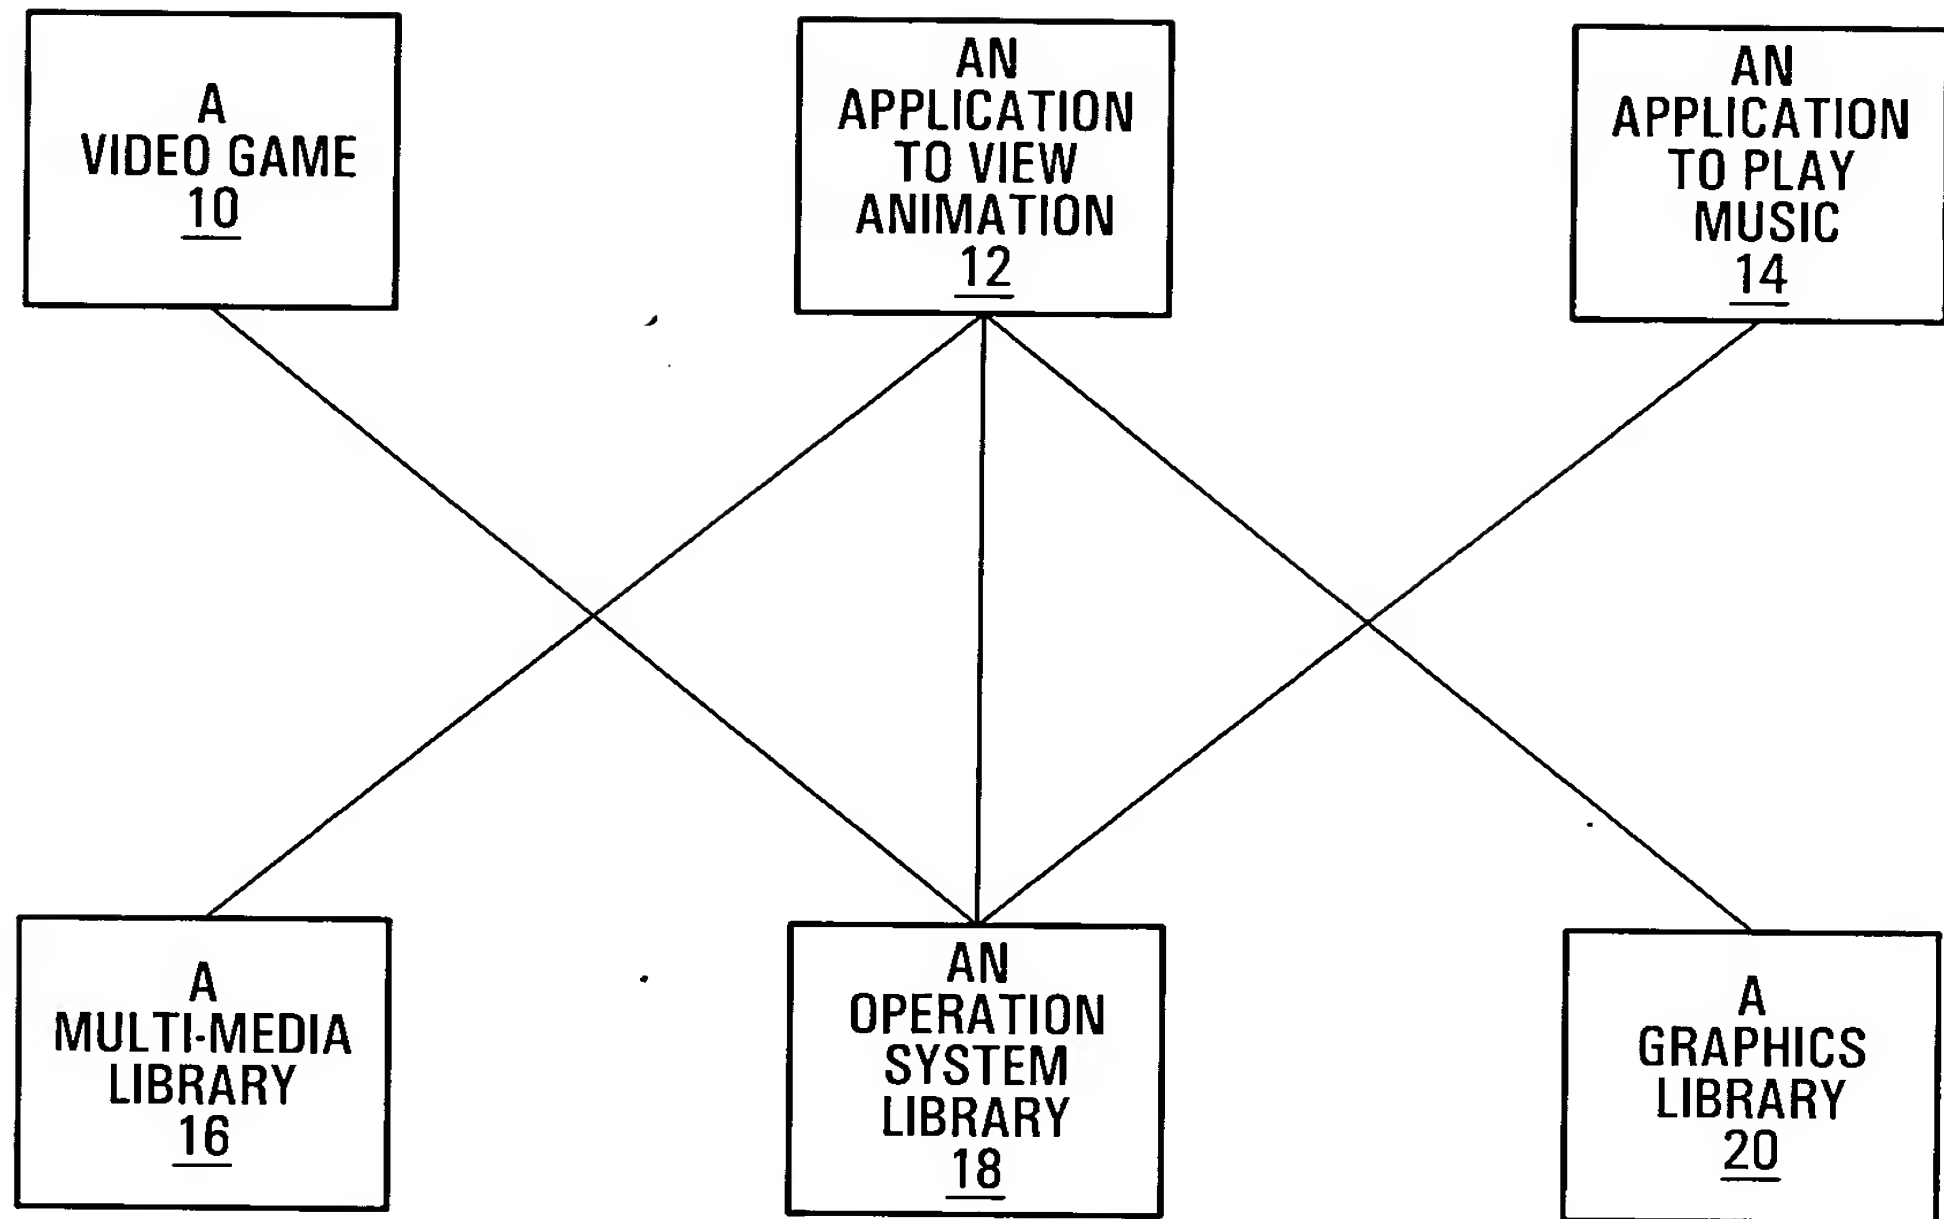 A
VIDEO GAME
10
AN
APPLICATION
TO VIEW
ANIMATION
12
AN
APPLICATION
TO PLAY
MUSIC
14
A
MULTI-MEDIA
LIBRARY
16
AN
OPERATION
SYSTEM
LIBRARY
18
A
GRAPHICS
LIBRARY
20